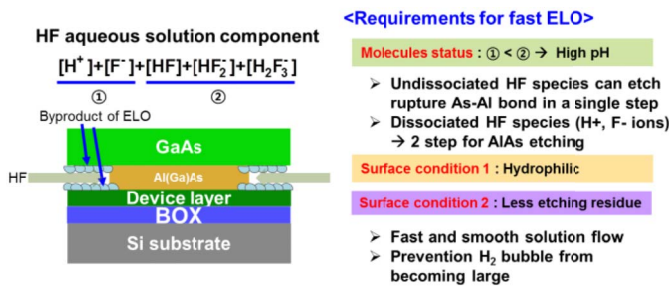 <Requirements for fast ELO>
HF aqueous solution component
[H⁺]+[F⁻]+[HF]+[HF₂⁻]+[H₂F₃⁻]
① ②
Byproduct of ELO
GaAs
HF
Al(Ga)As
Device layer
BOX
Si substrate
Molecules status : ① < ② → High pH
➢ Undissociated HF species can etch
rupture As-Al bond in a single step
➢ Dissociated HF species (H+, F- ions)
→ 2 step for AlAs etching
Surface condition 1 : Hydrophilic
Surface condition 2 : Less etching residue
➢ Fast and smooth solution flow
➢ Prevention H₂ bubble from
becoming large